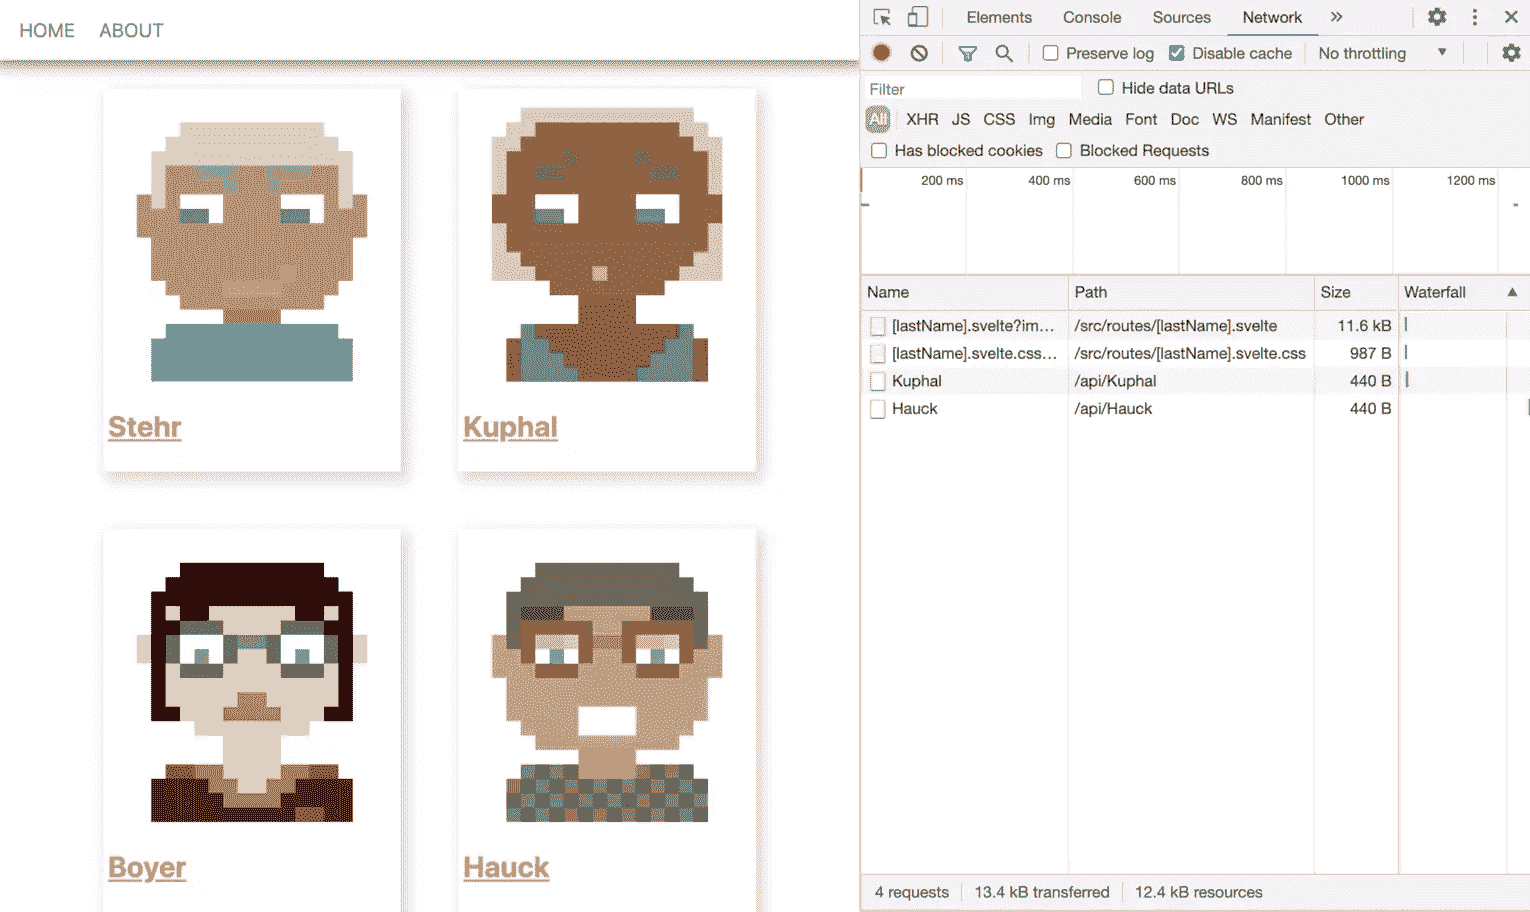 HOME ABOUT
Stehr
Kuphal
Boyer
Hauck
Elements Console Sources Network »
Preserve log Disable cache No throttling
Filter Hide data URLs
All XHR JS CSS Img Media Font Doc WS Manifest Other
Has blocked cookies Blocked Requests
200 ms 400 ms 600 ms 800 ms 1000 ms 1200 ms
Name Path Size Waterfall
[lastName].svelte?im... /src/routes/[lastName].svelte 11.6 kB
[lastName].svelte.css... /src/routes/[lastName].svelte.css 987 B
Kuphal /api/Kuphal 440 B
Hauck /api/Hauck 440 B
4 requests 13.4 kB transferred 12.4 kB resources